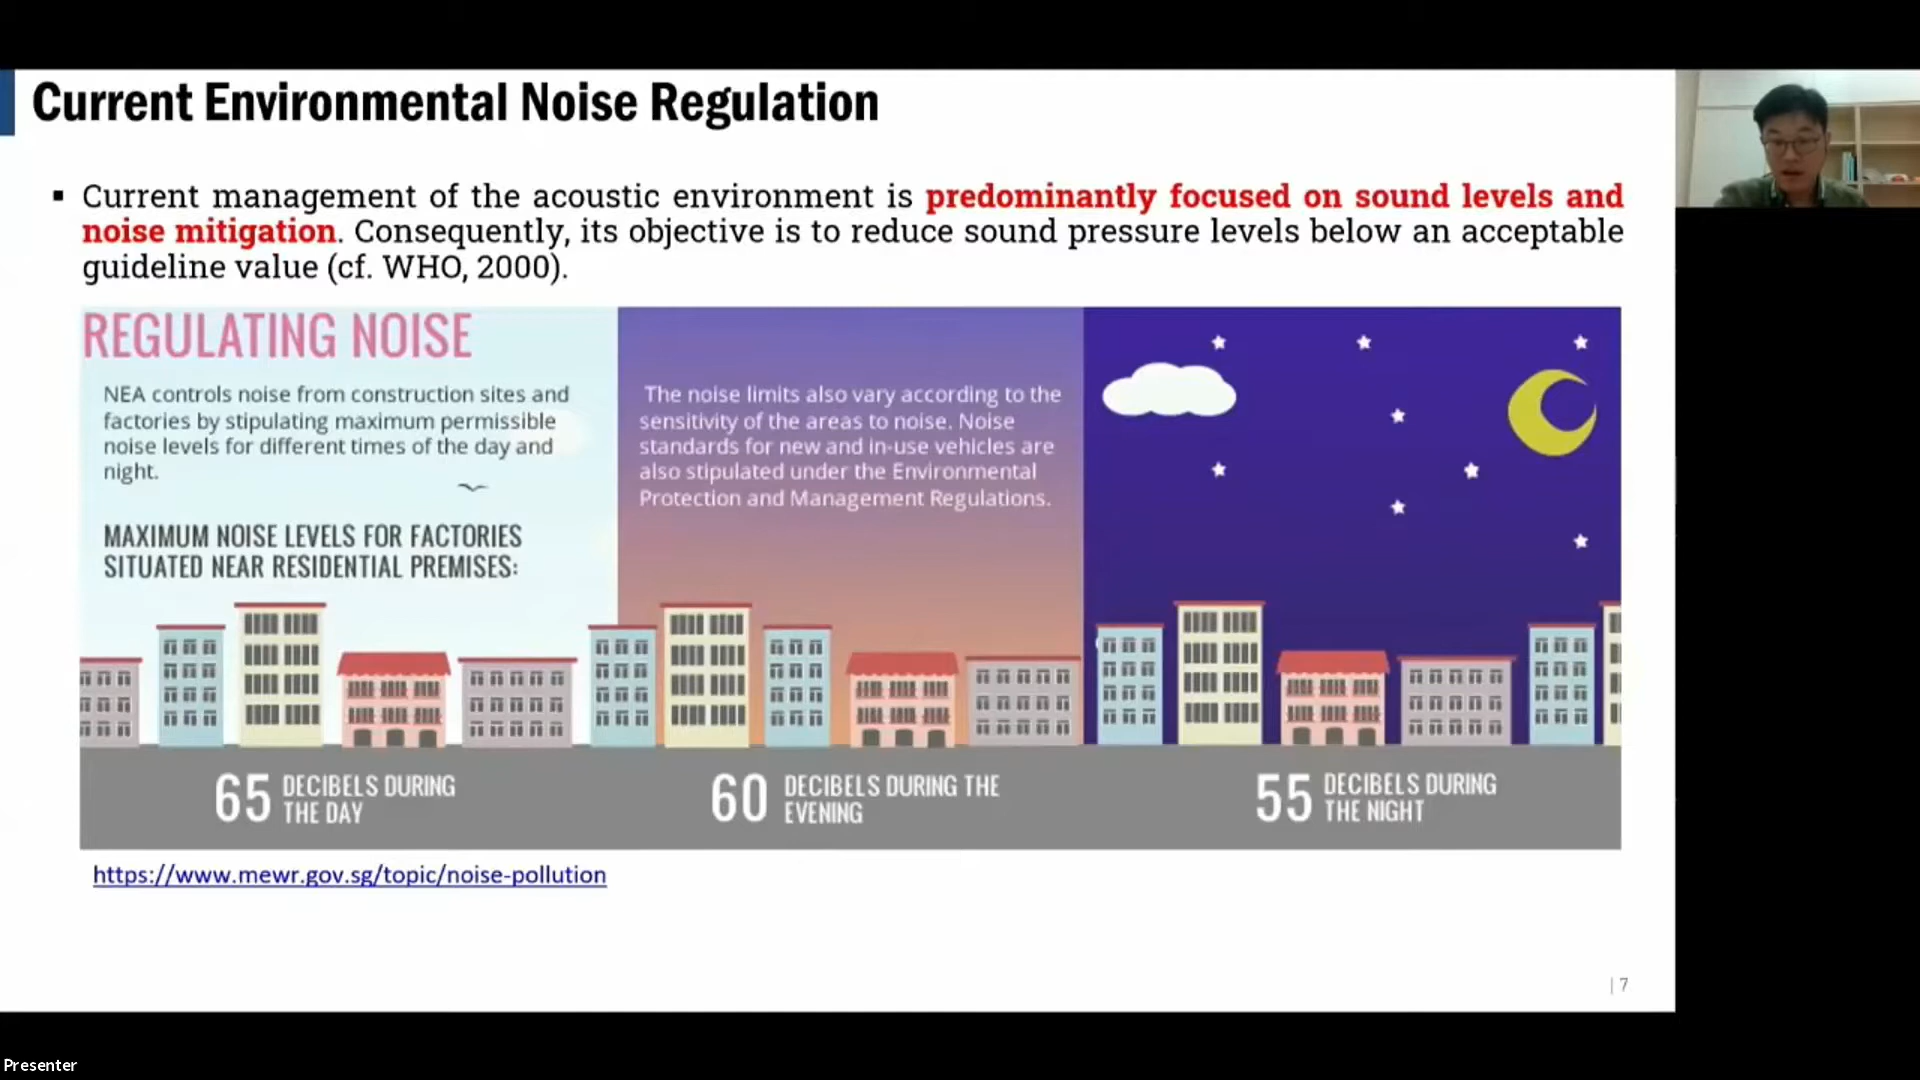 Current Environmental Noise Regulation
▪ Current management of the acoustic environment is predominantly focused on sound levels and
noise mitigation. Consequently, its objective is to reduce sound pressure levels below an acceptable
guideline value (cf. WHO, 2000).
REGULATING NOISE
NEA controls noise from construction sites and
factories by stipulating maximum permissible
noise levels for different times of the day and
night.
MAXIMUM NOISE LEVELS FOR FACTORIES
SITUATED NEAR RESIDENTIAL PREMISES:
The noise limits also vary according to the
sensitivity of the areas to noise. Noise
standards for new and in-use vehicles are
also stipulated under the Environmental
Protection and Management Regulations.
65 DECIBELS DURING
THE DAY
60 DECIBELS DURING THE
EVENING
55 DECIBELS DURING
THE NIGHT
https://www.mewr.gov.sg/topic/noise-pollution
| 7
Presenter